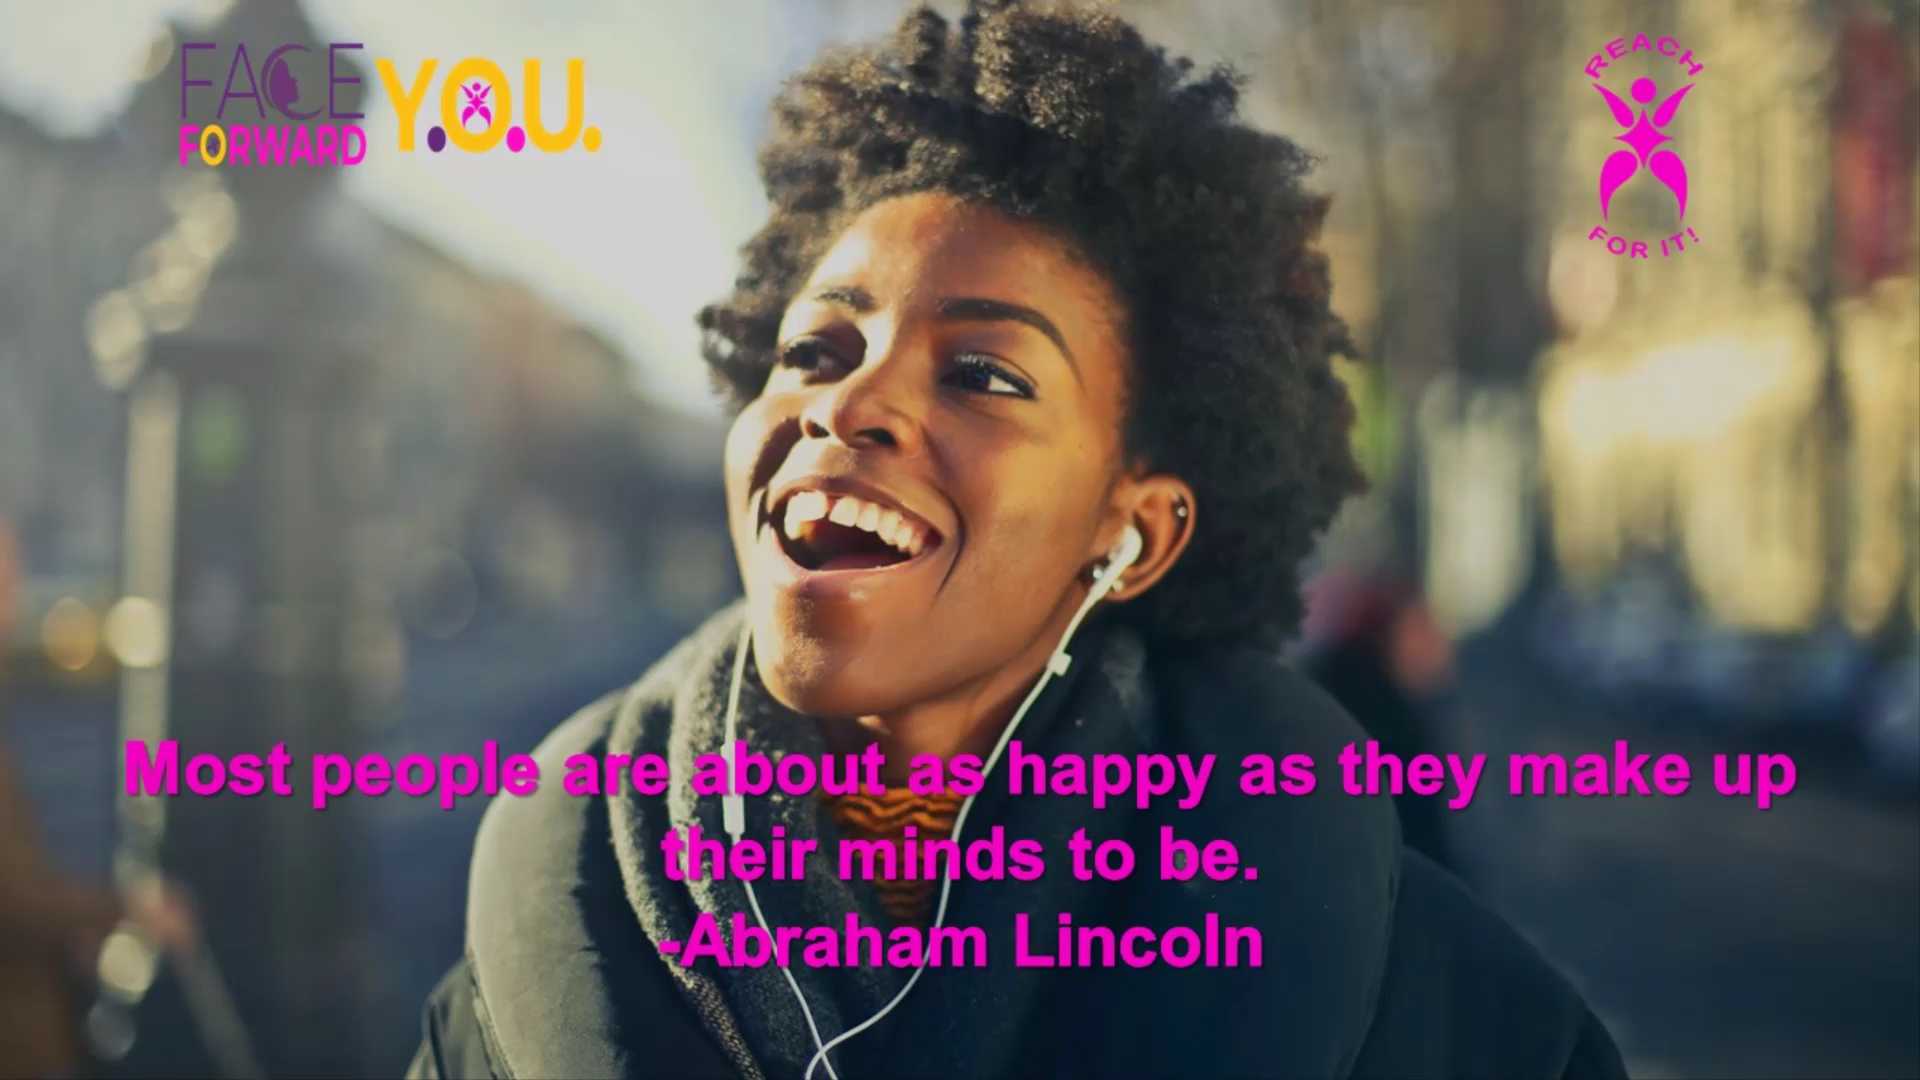 FACE
FORWARD
Y.O.U.
REACH
FOR IT!
Most people are about as happy as they make up
their minds to be.
-Abraham Lincoln